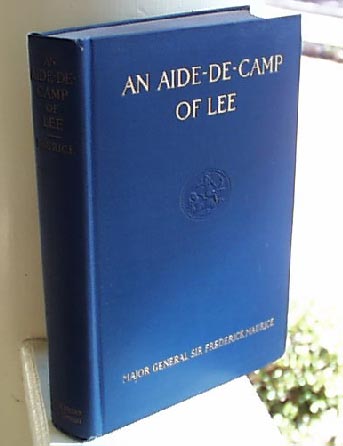 AN
AIDE-DE-
CAMP
OF
LEE
MAURICE
AN AIDE-DE-CAMP
OF LEE
MAJOR GENERAL SIR FREDERICK MAURICE